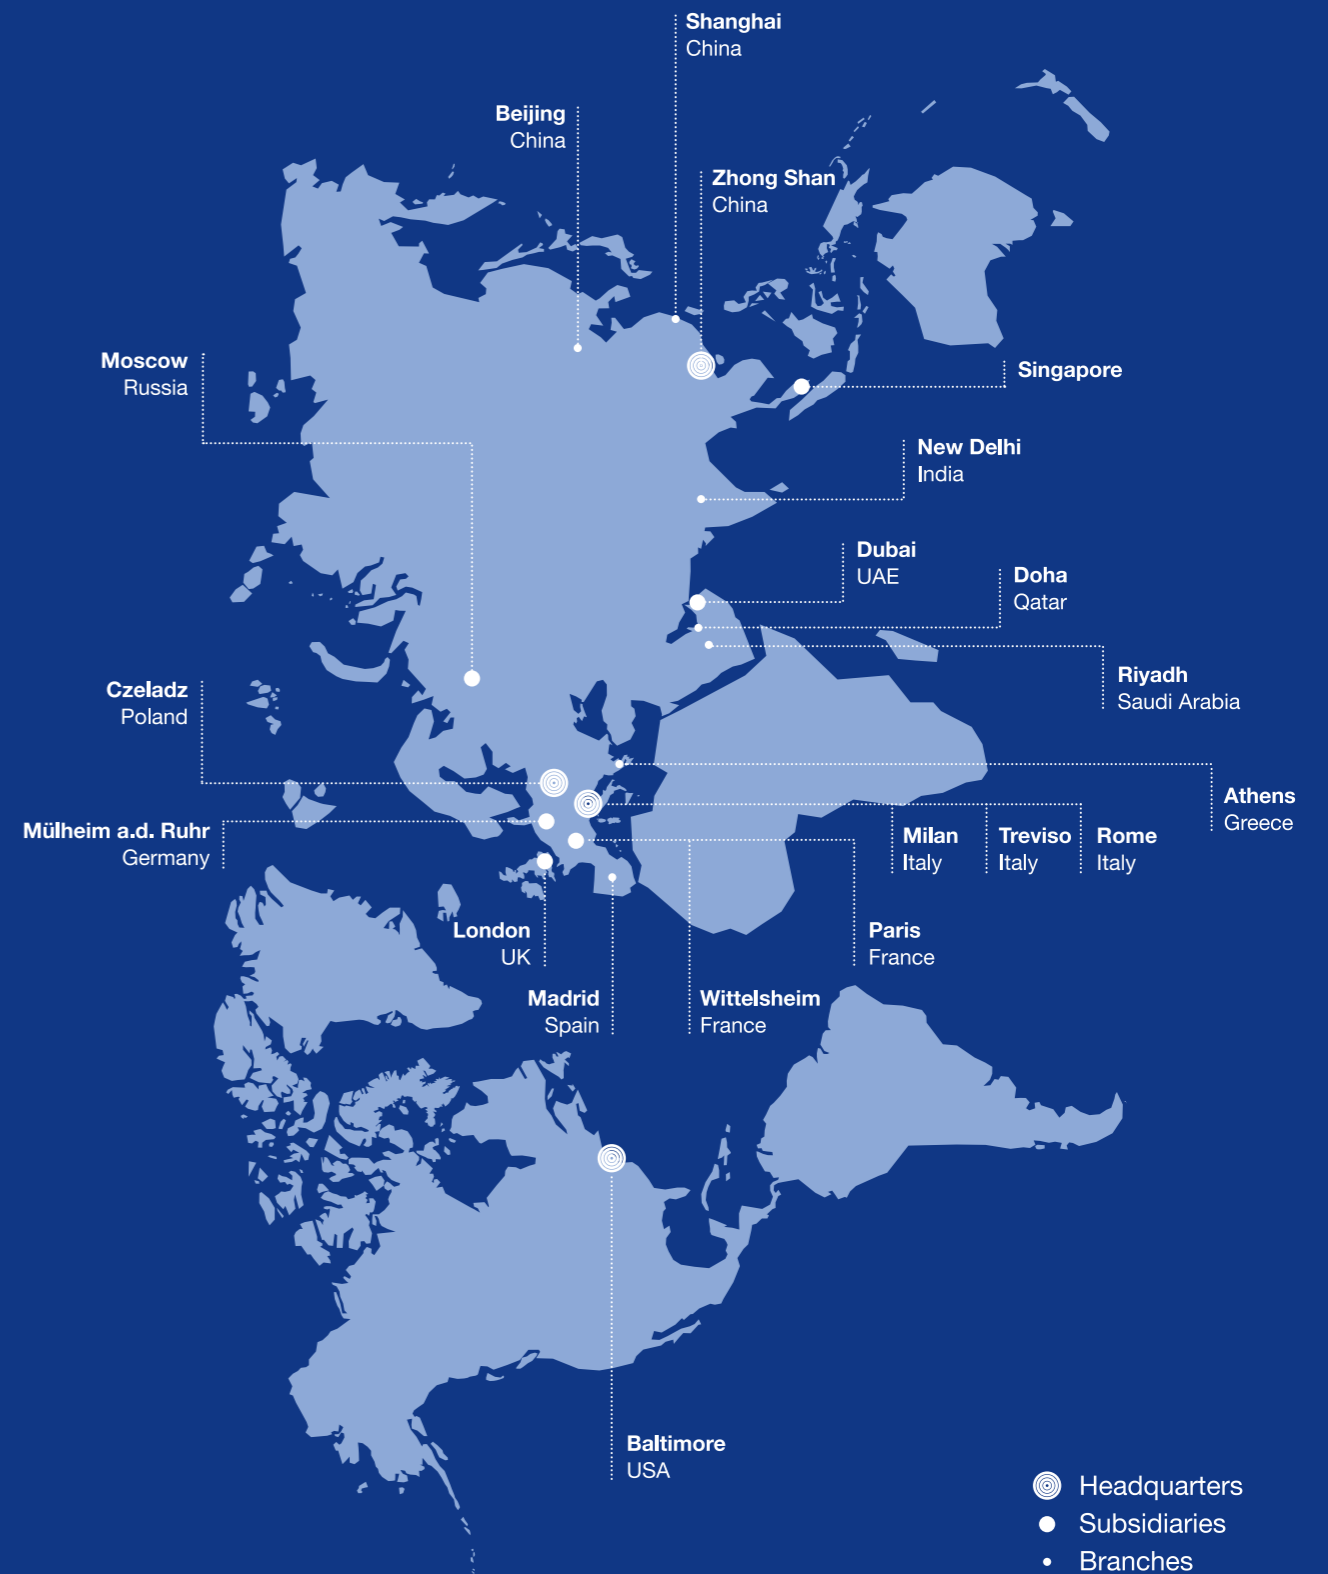 Shanghai
China
Beijing
China
Zhong Shan
China
Moscow
Russia
Singapore
New Delhi
India
Dubai
UAE
Doha
Qatar
Riyadh
Saudi Arabia
Czeladz
Poland
Athens
Greece
Mülheim a.d. Ruhr
Germany
Milan
Italy
Treviso
Italy
Rome
Italy
London
UK
Paris
France
Madrid
Spain
Wittelsheim
France
Baltimore
USA
Headquarters
Subsidiaries
Branches